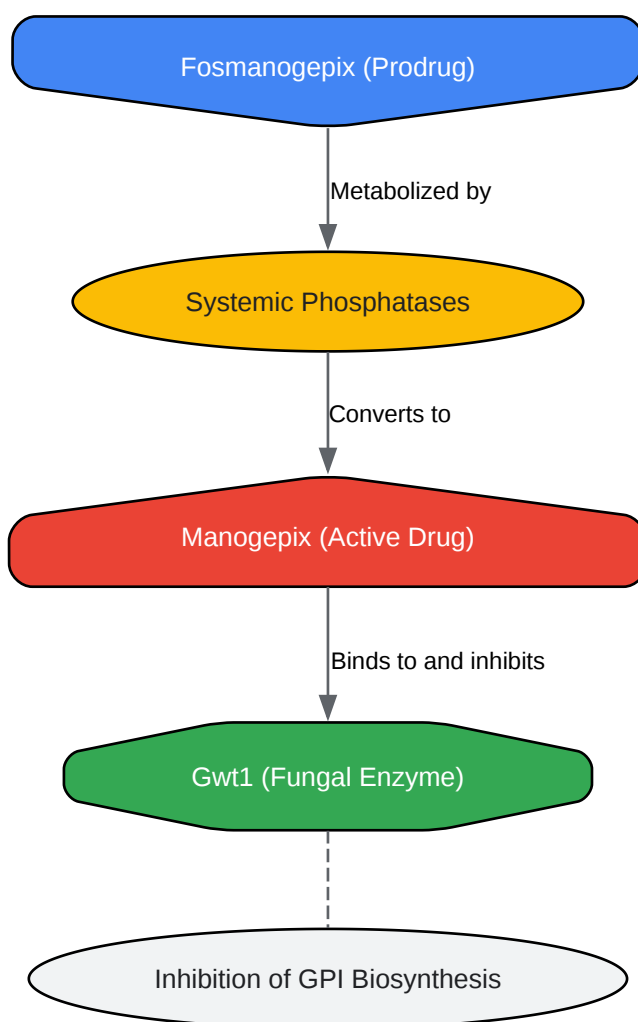 Fosmanogepix (Prodrug)
Metabolized by
Systemic Phosphatases
Converts to
Manogepix (Active Drug)
Binds to and inhibits
Gwt1 (Fungal Enzyme)
Inhibition of GPI Biosynthesis